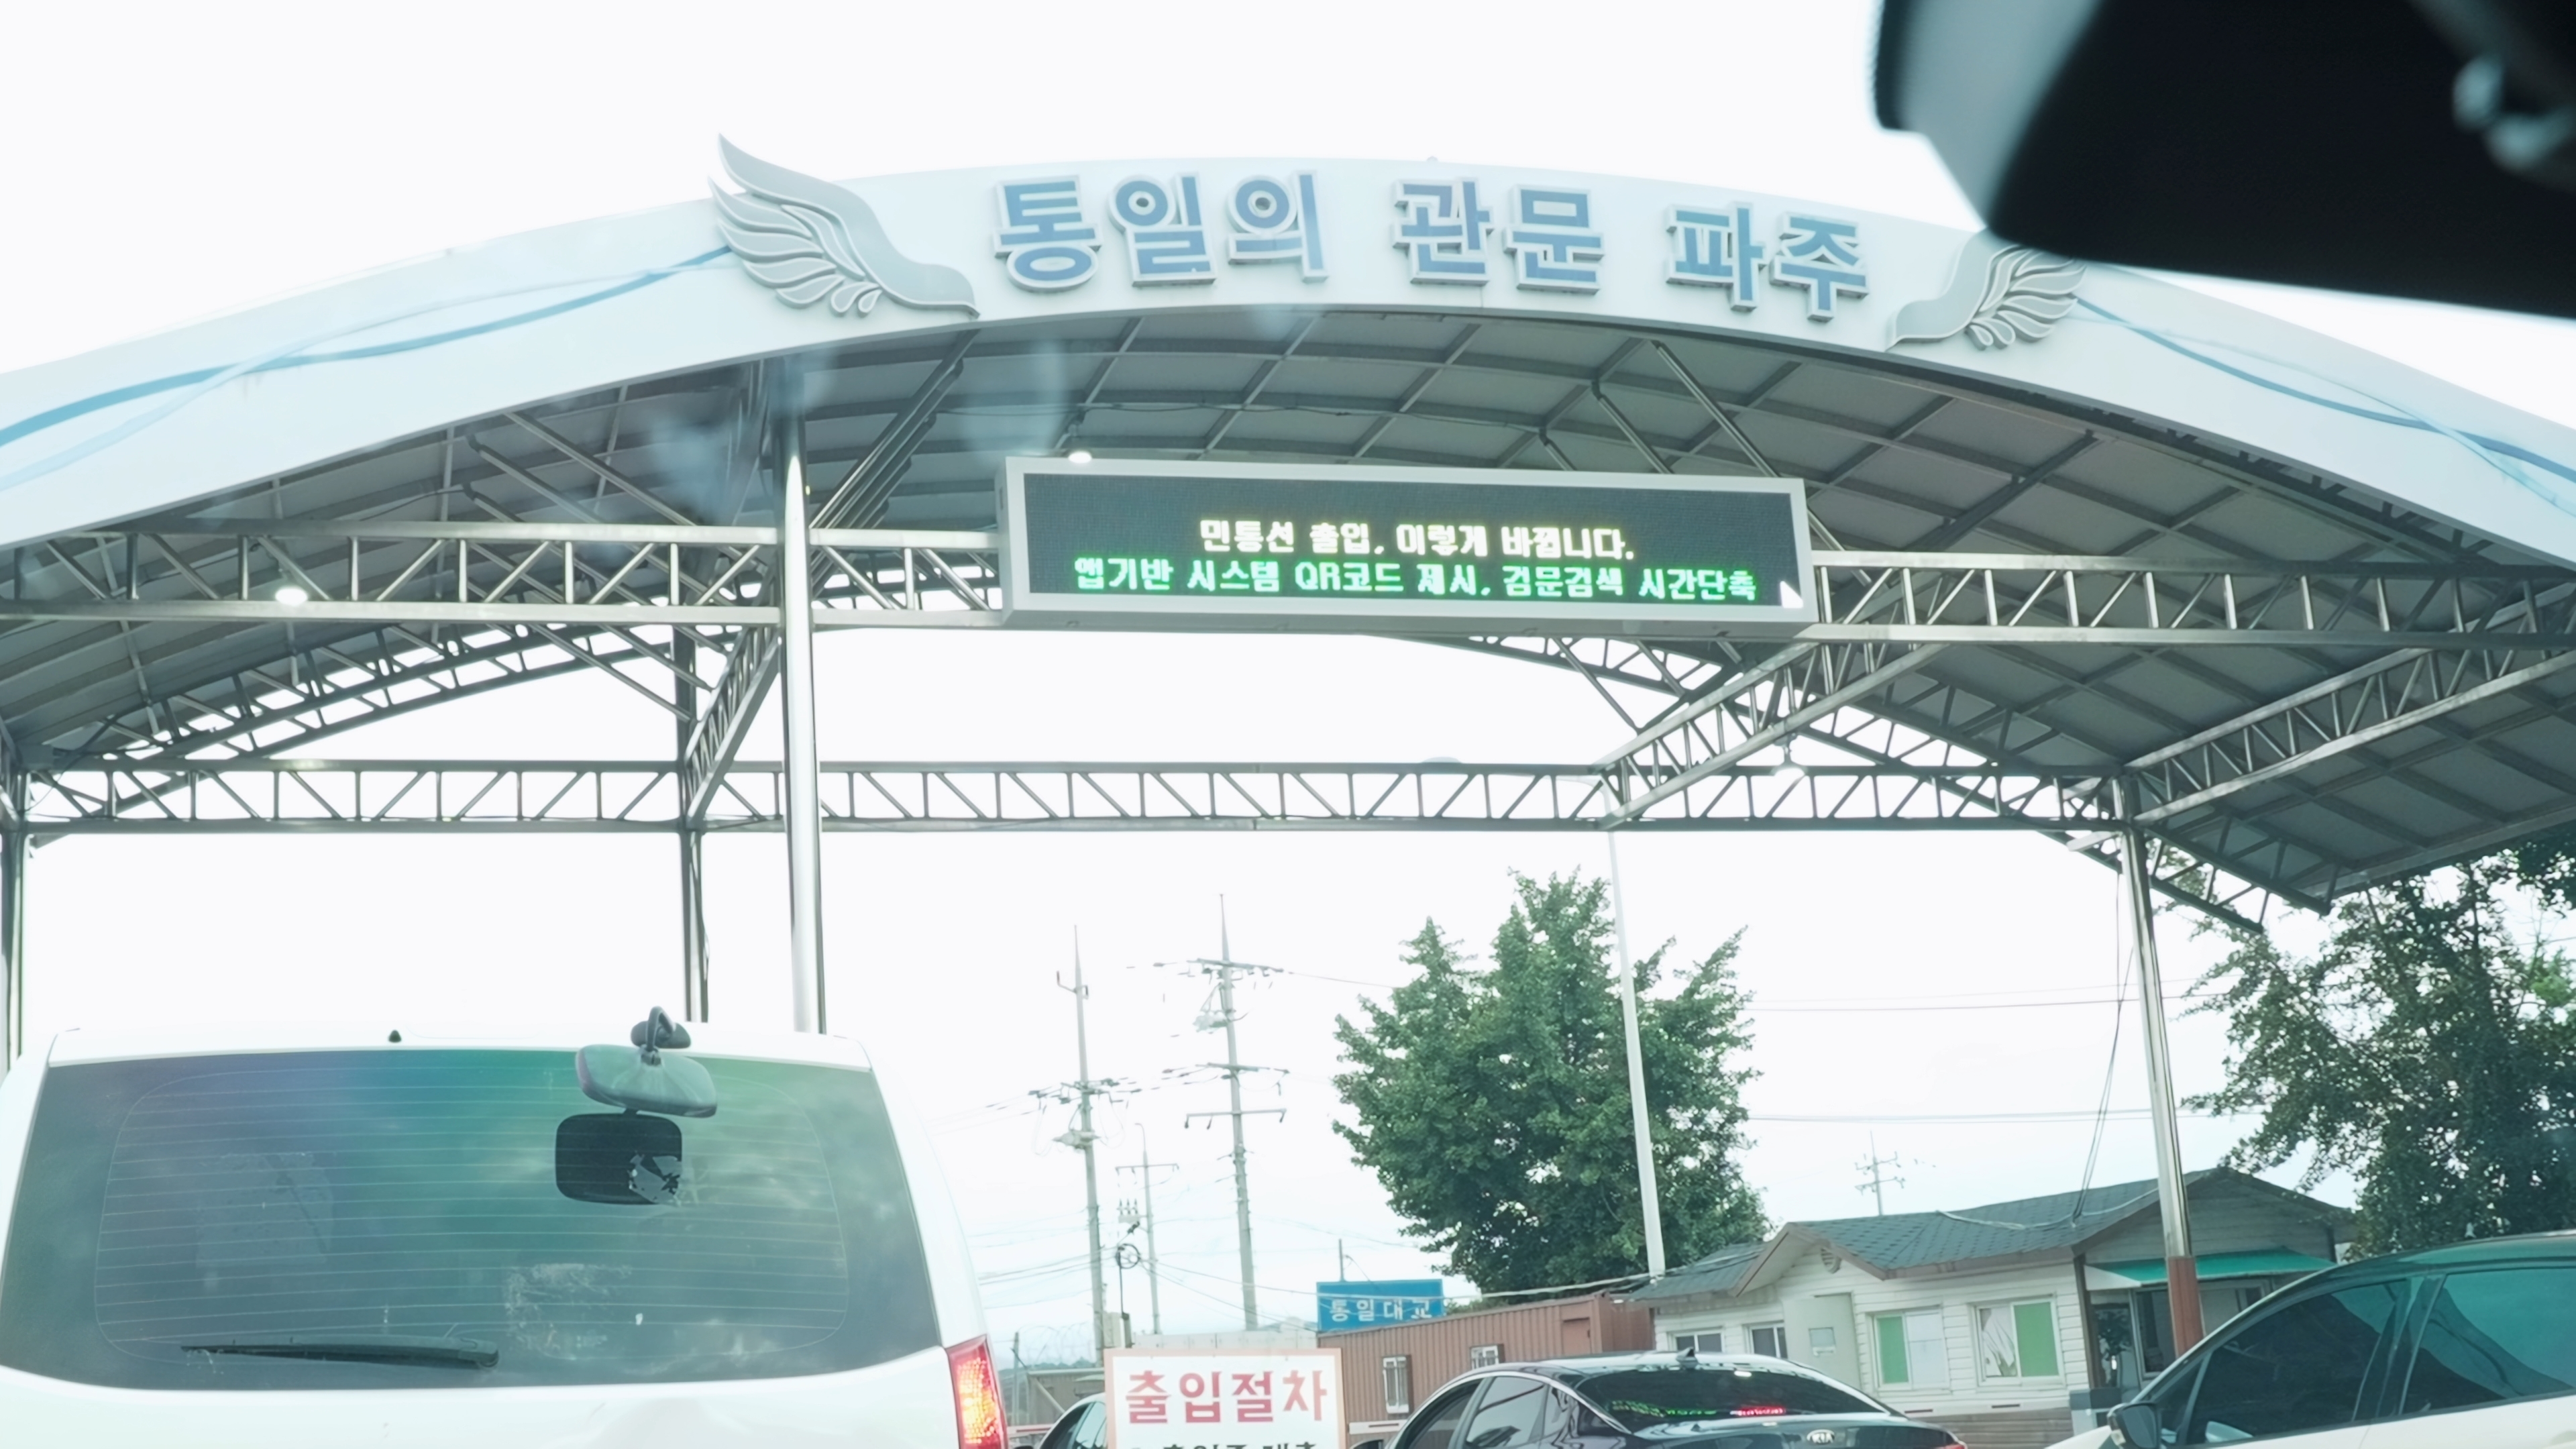 통일의 관문 파주
민통선 출입, 이렇게 바뀝니다.
앱기반 시스템 QR코드 제시, 검문검색 시간단축
통일대교
출입절차
KIA